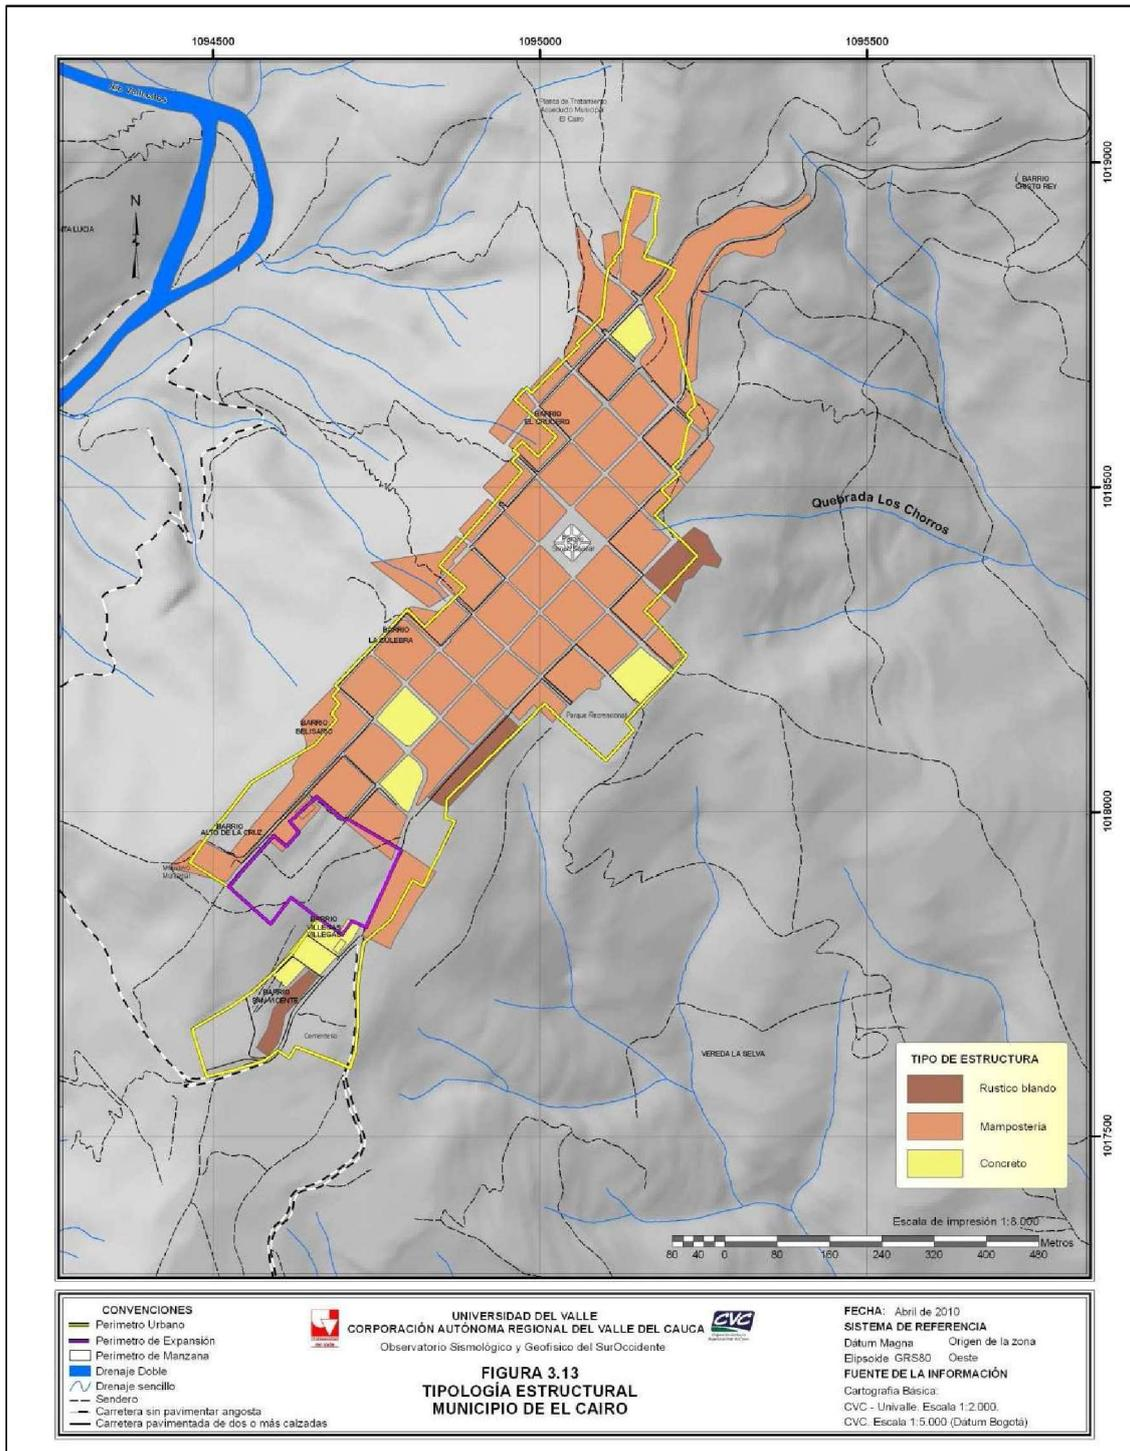 1094500
1095000
1095500
Río Vallecitos
Planta de Tratamiento
Acueducto Municipal
El Cairo
1019000
BARRIO
CRISTO REY
N
NTA LUCIA
BARRIO
EL CRUCERO
1018500
Quebrada Los Chorros
Parque
BARRIO
LA CULEBRA
Parque Recreacional
BARRIO
BELISARIO
1018000
BARRIO
ALTO DE LA CRUZ
Municipal
BARRIO
VILLEGAS
VILLEGAS
BARRIO
SAN VICENTE
Cementerio
VEREDA LA SELVA
TIPO DE ESTRUCTURA
Rustico blando
Mamposteria
Concreto
1017500
Escala de impresión 1:8.000
80 40 0 80 160 240 320 400 480 Metros
CONVENCIONES
Perimetro Urbano
Perimetro de Expansión
Perimetro de Manzana
Drenaje Doble
Drenaje sencillo
Sendero
Carretera sin pavimentar angosta
Carretera pavimentada de dos o más calzadas
UNIVERSIDAD DEL VALLE
CORPORACIÓN AUTÓNOMA REGIONAL DEL VALLE DEL CAUCA
Observatorio Sismológico y Geofísico del SurOccidente
CVC
FIGURA 3.13
TIPOLOGÍA ESTRUCTURAL
MUNICIPIO DE EL CAIRO
FECHA: Abril de 2010
SISTEMA DE REFERENCIA
Dátum Magna Origen de la zona
Elipsoide GRS80 Oeste
FUENTE DE LA INFORMACIÓN
Cartografía Básica:
CVC - Univalle. Escala 1:2.000.
CVC. Escala 1:5.000 (Dátum Bogotá)